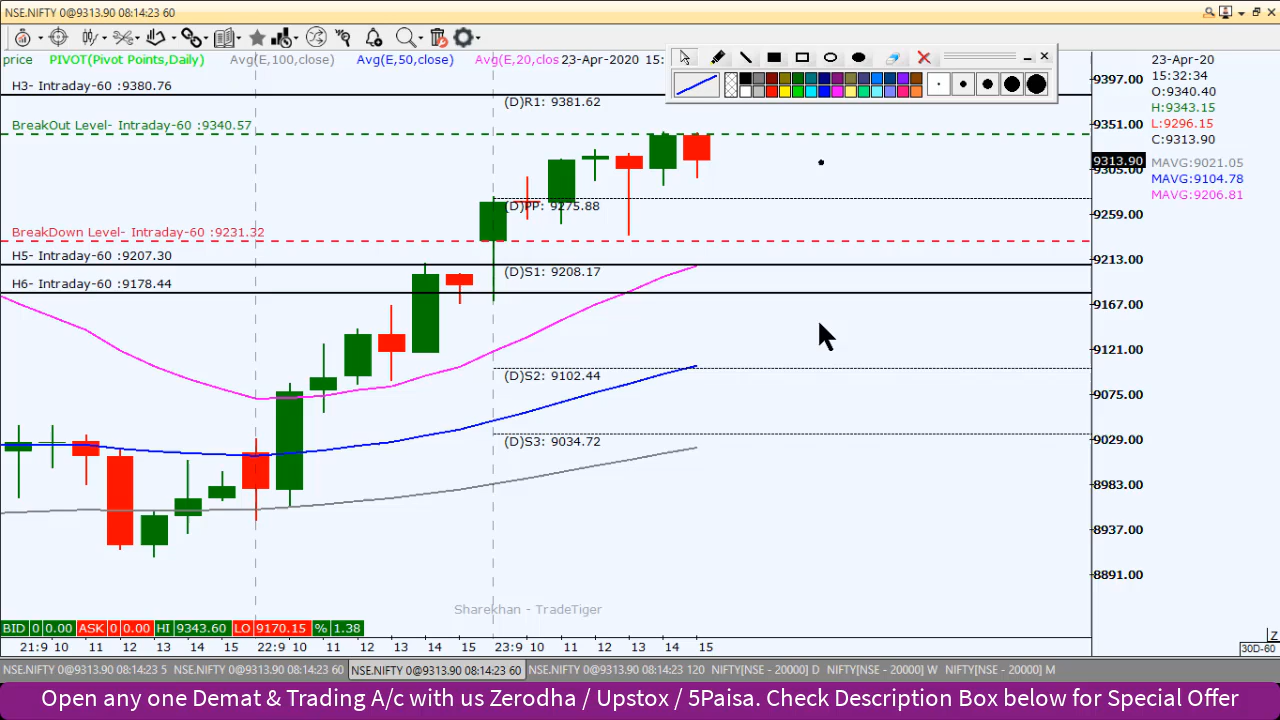 NSE.NIFTY 0@9313.90 08:14:23 60
price PIVOT(Pivot Points,Daily) Avg(E,100,close) Avg(E,50,close) Avg(E,20,clos 23-Apr-2020 15:
23-Apr-20
15:32:34
O:9340.40
H:9343.15
L:9296.15
C:9313.90
MAVG:9021.05
MAVG:9104.78
MAVG:9206.81
H3- Intraday-60 :9380.76
(D)R1: 9381.62
BreakOut Level- Intraday-60 :9340.57
(D)PP: 9275.88
BreakDown Level- Intraday-60 :9231.32
H5- Intraday-60 :9207.30
(D)S1: 9208.17
H6- Intraday-60 :9178.44
(D)S2: 9102.44
(D)S3: 9034.72
9397.00
9351.00
9313.90
9305.00
9259.00
9213.00
9167.00
9121.00
9075.00
9029.00
8983.00
8937.00
8891.00
Sharekhan - TradeTiger
BID 0 0.00 ASK 0 0.00 HI 9343.60 LO 9170.15 % 1.38
21:9 10 11 12 13 14 15 22:9 10 11 12 13 14 15 23:9 10 11 12 13 14 15
Z
30D-60
NSE.NIFTY 0@9313.90 08:14:23 5 NSE.NIFTY 0@9313.90 08:14:23 60 NSE.NIFTY 0@9313.90 08:14:23 60 NSE.NIFTY 0@9313.90 08:14:23 120 NIFTY[NSE - 20000] D NIFTY[NSE - 20000] W NIFTY[NSE - 20000] M
Open any one Demat & Trading A/c with us Zerodha / Upstox / 5Paisa. Check Description Box below for Special Offer